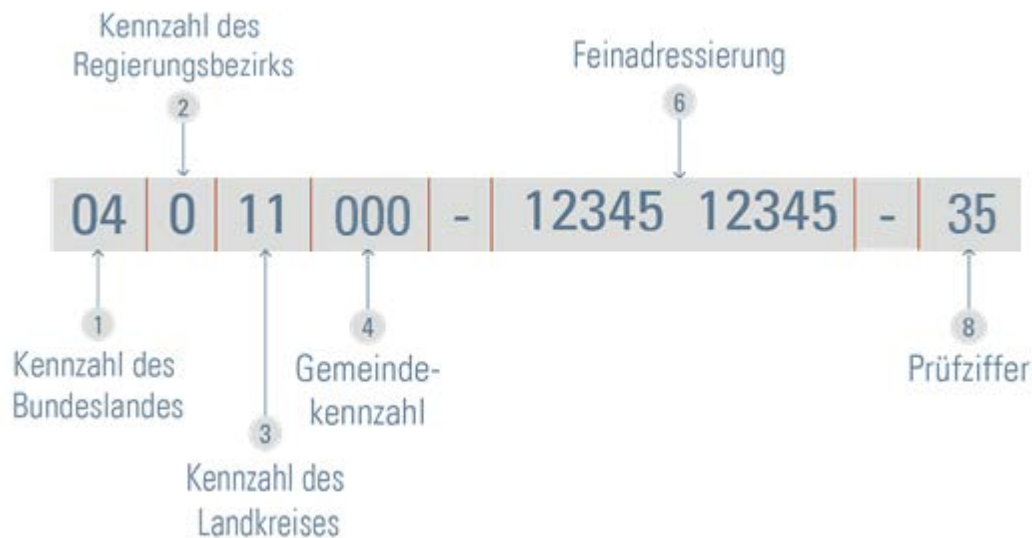 Kennzahl des
Regierungsbezirks
2
Feinadressierung
6
04 0 11 000 - 12345 12345 - 35
1
Kennzahl des
Bundeslandes
3
Kennzahl des
Landkreises
4
Gemeinde-
kennzahl
8
Prüfziffer